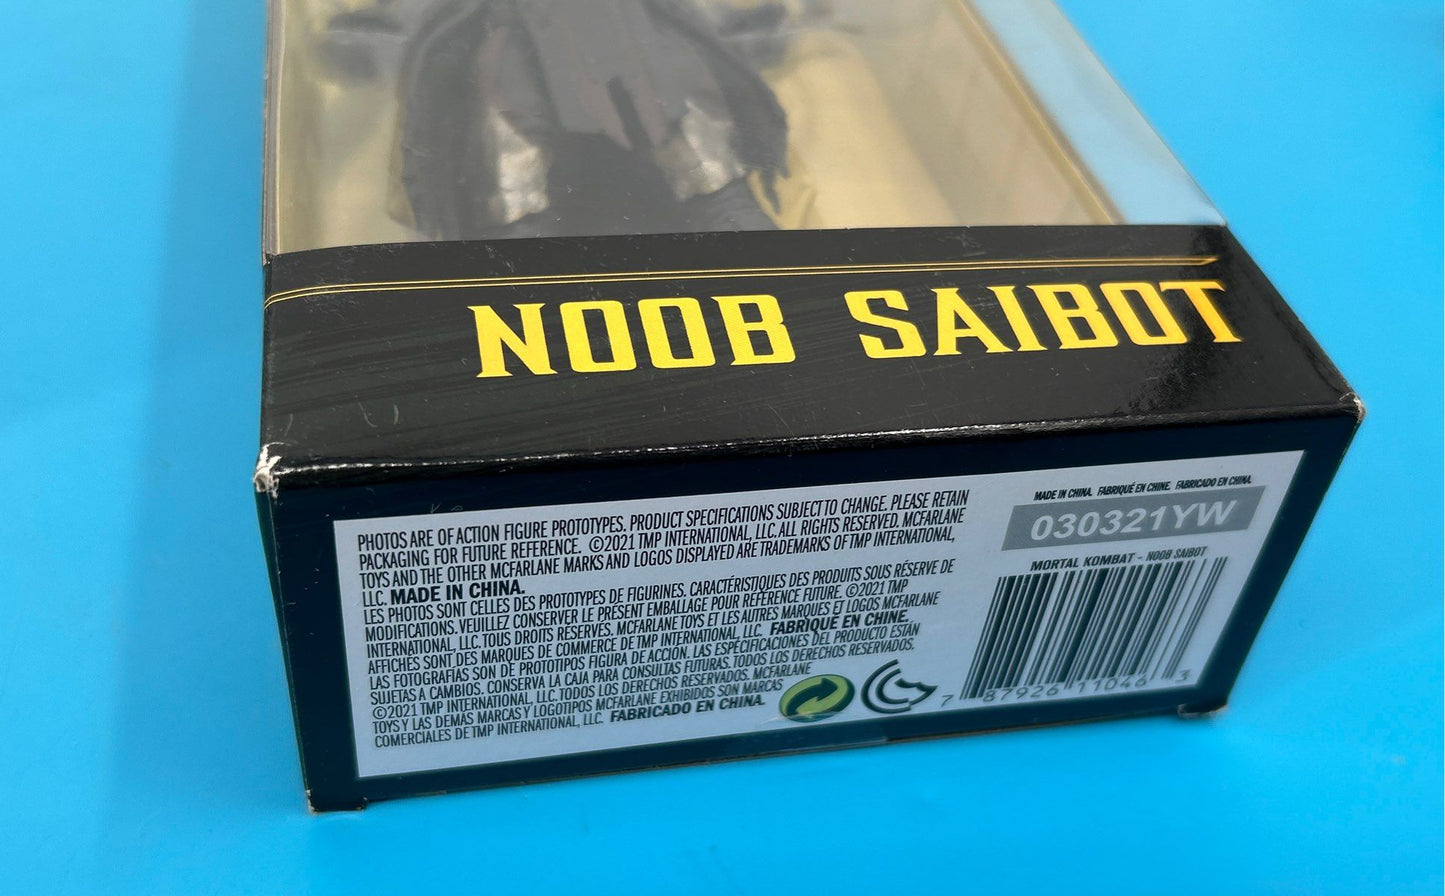 NOOB SAIBOT
PHOTOS ARE OF ACTION FIGURE PROTOTYPES. PRODUCT SPECIFICATIONS SUBJECT TO CHANGE. PLEASE RETAIN
PACKAGING FOR FUTURE REFERENCE. ©2021 TMP INTERNATIONAL, LLC. ALL RIGHTS RESERVED. MCFARLANE
TOYS AND THE OTHER MCFARLANE MARKS AND LOGOS DISPLAYED ARE TRADEMARKS OF TMP INTERNATIONAL,
LLC. MADE IN CHINA.
LES PHOTOS SONT CELLES DES PROTOTYPES DE FIGURINES. CARACTÉRISTIQUES DES PRODUITS SOUS RÉSERVE DE
MODIFICATIONS. VEUILLEZ CONSERVER LE PRESENT EMBALLAGE POUR RÉFÉRENCE FUTURE. ©2021 TMP
INTERNATIONAL, LLC. TOUS DROITS RÉSERVÉS. MCFARLANE TOYS ET LES AUTRES MARQUES ET LOGOS MCFARLANE
AFFICHÉS SONT DES MARQUES DE COMMERCE DE TMP INTERNATIONAL, LLC. FABRIQUÉ EN CHINE.
LAS FOTOGRAFÍAS SON DE PROTOTIPOS FIGURA DE ACCIÓN. LAS ESPECIFICACIONES DEL PRODUCTO ESTÁN
SUJETAS A CAMBIOS. CONSERVA LA CAJA PARA CONSULTAS FUTURAS. TODOS LOS DERECHOS RESERVADOS.
©2021 TMP INTERNATIONAL, LLC. TODOS LOS DERECHOS RESERVADOS. MCFARLANE
TOYS Y LAS DEMÁS MARCAS Y LOGOTIPOS MCFARLANE EXHIBIDOS SON MARCAS
COMERCIALES DE TMP INTERNATIONAL, LLC. FABRICADO EN CHINA.
MADE IN CHINA. FABRIQUÉ EN CHINE. FABRICADO EN CHINA.
030321YW
MORTAL KOMBAT - NOOB SAIBOT
7 87926 11046 3